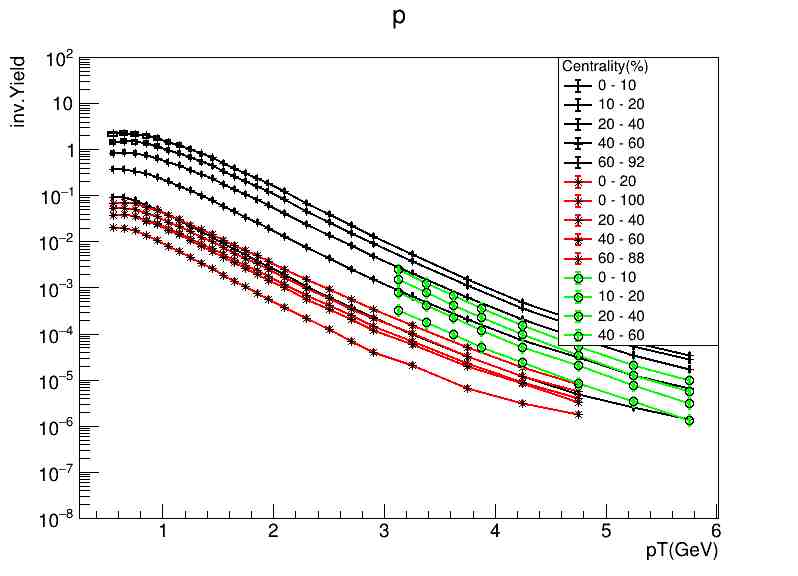 p
inv.Yield
10²
10
1
10⁻¹
10⁻²
10⁻³
10⁻⁴
10⁻⁵
10⁻⁶
10⁻⁷
10⁻⁸
Centrality(%)
0 - 10
10 - 20
20 - 40
40 - 60
60 - 92
0 - 20
0 - 100
20 - 40
40 - 60
60 - 88
0 - 10
10 - 20
20 - 40
40 - 60
1 2 3 4 5 6
pT(GeV)